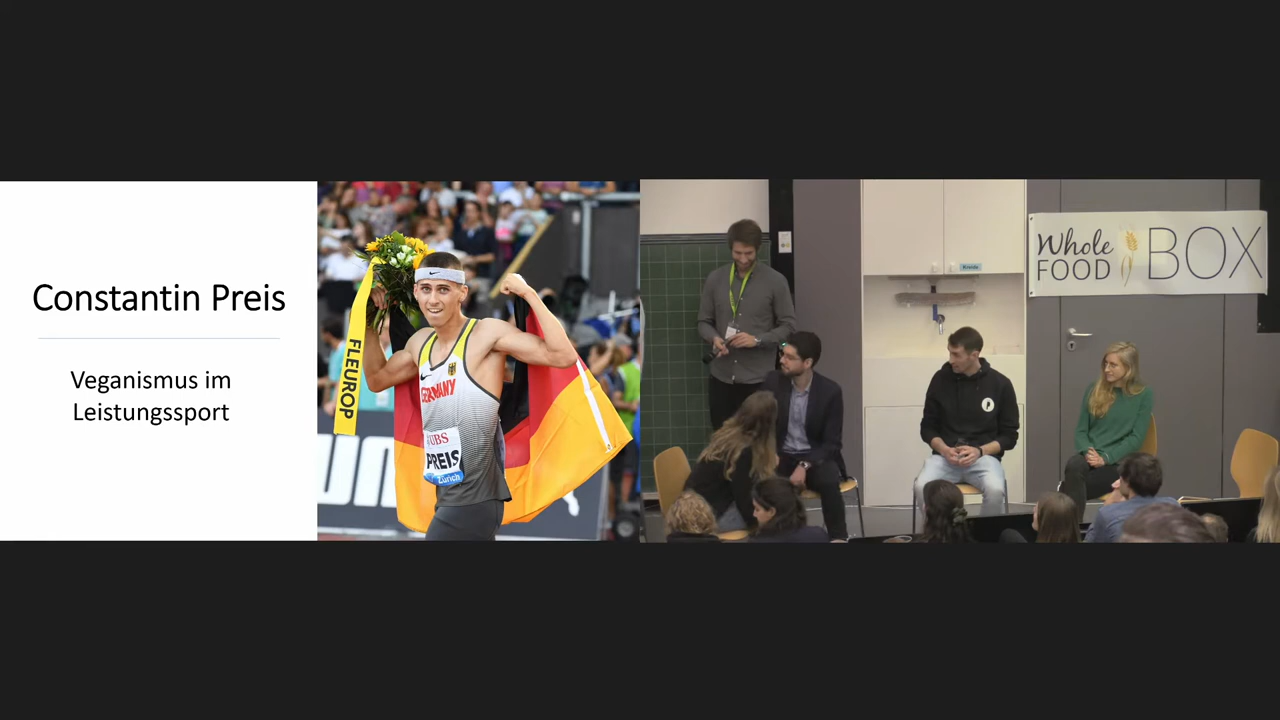 Constantin Preis
Veganismus im
Leistungssport
FLEUROP
GERMANY
UBS
PREIS
Zürich
Whole
FOOD
BOX